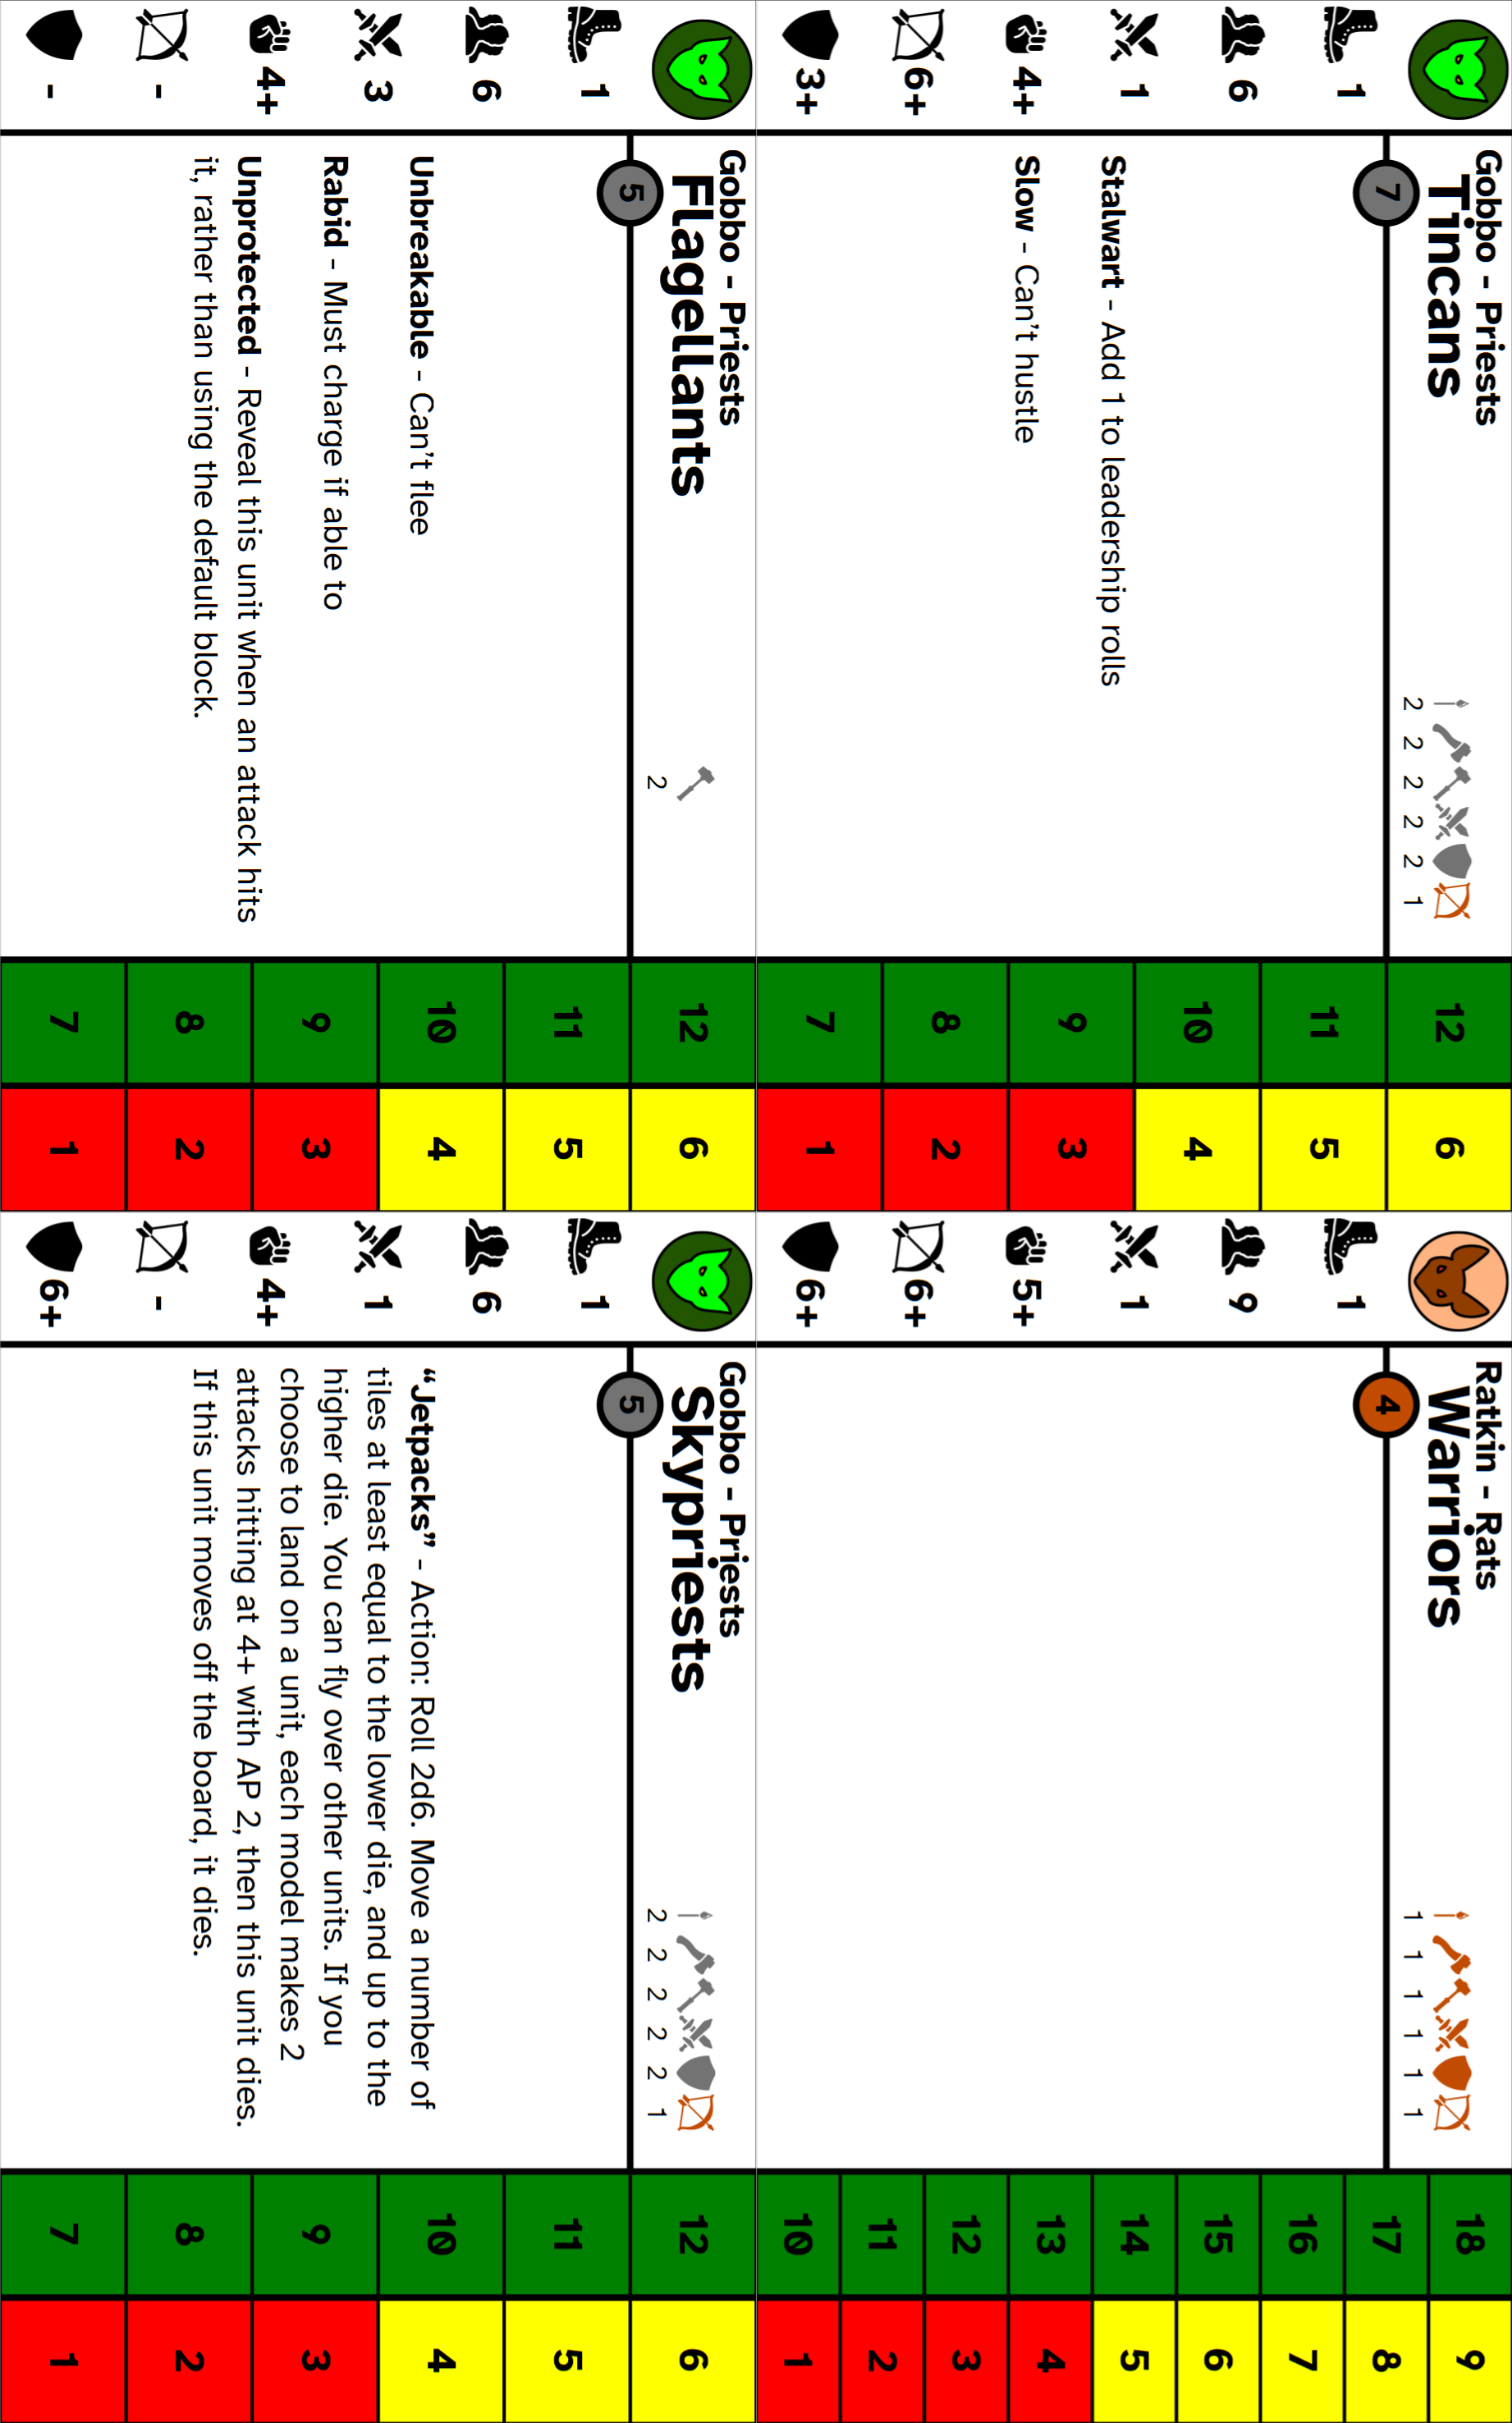 Gobbo - Priests
Tincans
7
2 2 2 2 2 1
1
6
1
4+
6+
3+
Stalwart - Add 1 to leadership rolls
Slow - Can't hustle
12 6
11 5
10 4
9 3
8 2
7 1
Ratkin - Rats
Warriors
4
1 1 1 1 1 1
1
9
1
5+
6+
6+
18 9
17 8
16 7
15 6
14 5
13 4
12 3
11 2
10 1
Gobbo - Priests
Flagellants
5
2
1
6
3
4+
-
-
Unbreakable - Can't flee
Rabid - Must charge if able to
Unprotected - Reveal this unit when an attack hits
it, rather than using the default block.
12 6
11 5
10 4
9 3
8 2
7 1
Gobbo - Priests
Skypriests
5
2 2 2 2 2 1
1
6
1
4+
-
6+
“Jetpacks” - Action: Roll 2d6. Move a number of
tiles at least equal to the lower die, and up to the
higher die. You can fly over other units. If you
choose to land on a unit, each model makes 2
attacks hitting at 4+ with AP 2, then this unit dies.
If this unit moves off the board, it dies.
12 6
11 5
10 4
9 3
8 2
7 1